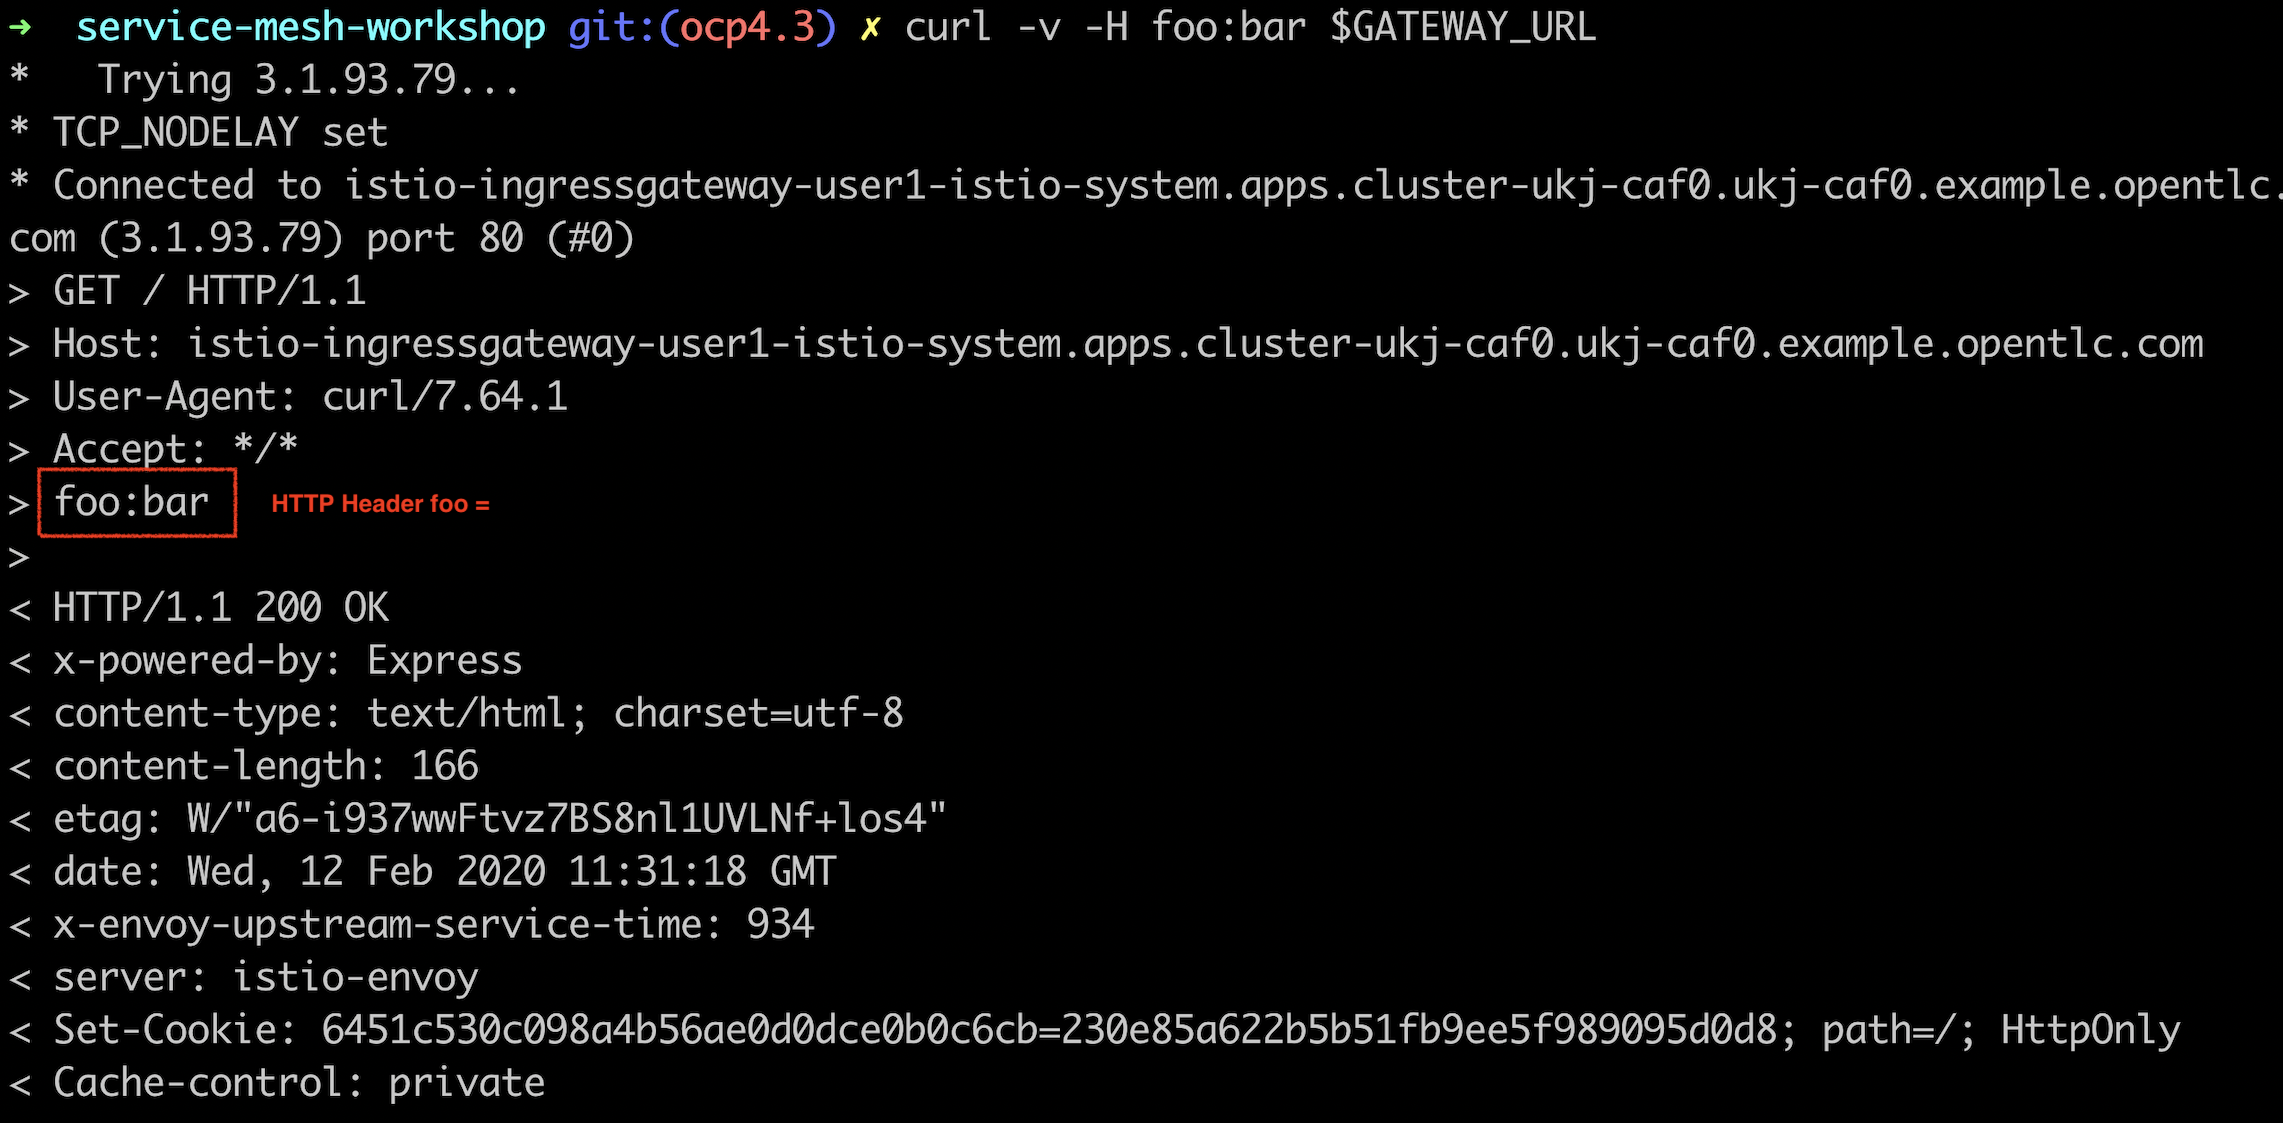 ➜  service-mesh-workshop git:(ocp4.3) ✗ curl -v -H foo:bar $GATEWAY_URL
*   Trying 3.1.93.79...
* TCP_NODELAY set
* Connected to istio-ingressgateway-user1-istio-system.apps.cluster-ukj-caf0.ukj-caf0.example.opentlc.
com (3.1.93.79) port 80 (#0)
> GET / HTTP/1.1
> Host: istio-ingressgateway-user1-istio-system.apps.cluster-ukj-caf0.ukj-caf0.example.opentlc.com
> User-Agent: curl/7.64.1
> Accept: */*
> foo:bar HTTP Header foo =
>
< HTTP/1.1 200 OK
< x-powered-by: Express
< content-type: text/html; charset=utf-8
< content-length: 166
< etag: W/"a6-i937wwFtvz7BS8nl1UVLNf+los4"
< date: Wed, 12 Feb 2020 11:31:18 GMT
< x-envoy-upstream-service-time: 934
< server: istio-envoy
< Set-Cookie: 6451c530c098a4b56ae0d0dce0b0c6cb=230e85a622b5b51fb9ee5f989095d0d8; path=/; HttpOnly
< Cache-control: private